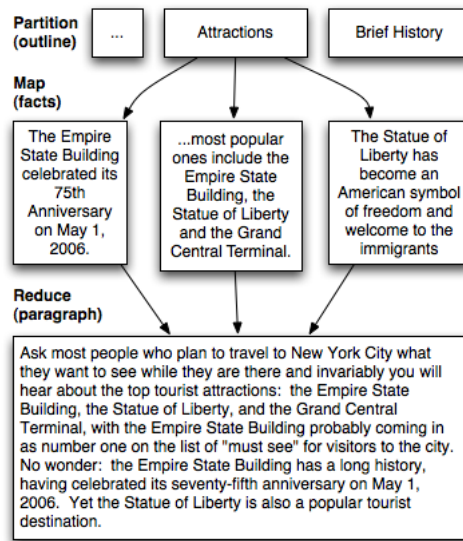 Partition
(outline)
...
Attractions
Brief History
Map
(facts)
The Empire
State Building
celebrated its
75th
Anniversary
on May 1,
2006.
...most popular
ones include the
Empire State
Building, the
Statue of Liberty
and the Grand
Central Terminal.
The Statue of
Liberty has
become an
American symbol
of freedom and
welcome to the
immigrants
Reduce
(paragraph)
Ask most people who plan to travel to New York City what
they want to see while they are there and invariably you will
hear about the top tourist attractions:  the Empire State
Building, the Statue of Liberty, and the Grand Central
Terminal, with the Empire State Building probably coming in
as number one on the list of "must see" for visitors to the city.
No wonder:  the Empire State Building has a long history,
having celebrated its seventy-fifth anniversary on May 1,
2006.  Yet the Statue of Liberty is also a popular tourist
destination.